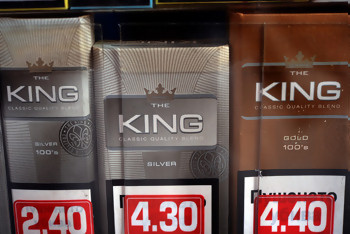 THE
KING
CLASSIC QUALITY BLEND
SILVER
100's
2.40
THE
KING
CLASSIC QUALITY BLEND
SILVER
4.30
THE
KING
CLASSIC QUALITY BLEND
GOLD
100's
Пушенето
4.40